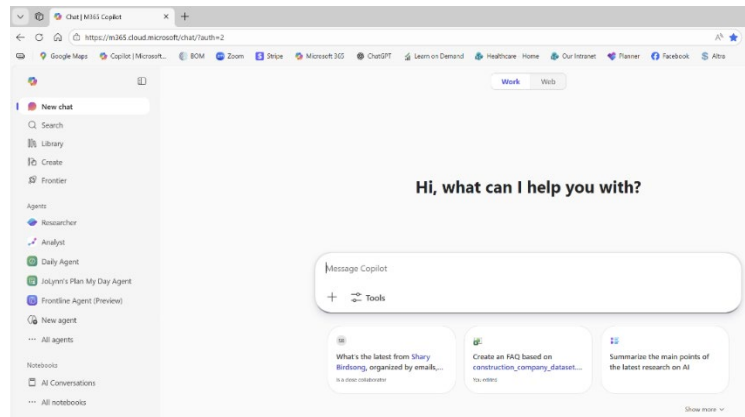 Chat | M365 Copilot
https://m365.cloud.microsoft/chat/?auth=2
Google Maps Copilot | Microsoft... BOM Zoom Stripe Microsoft 365 ChatGPT Learn on Demand Healthcare Home Our Intranet Planner Facebook Altra
Work Web
New chat
Search
Library
Create
Frontier
Agents
Researcher
Analyst
Daily Agent
JoLynn's Plan My Day Agent
Frontline Agent (Preview)
New agent
All agents
Notebooks
AI Conversations
All notebooks
Hi, what can I help you with?
Message Copilot
Tools
What's the latest from Shary
Birdsong, organized by emails,...
is a close collaborator
Create an FAQ based on
construction_company_dataset....
You edited
Summarize the main points of
the latest research on AI
Show more